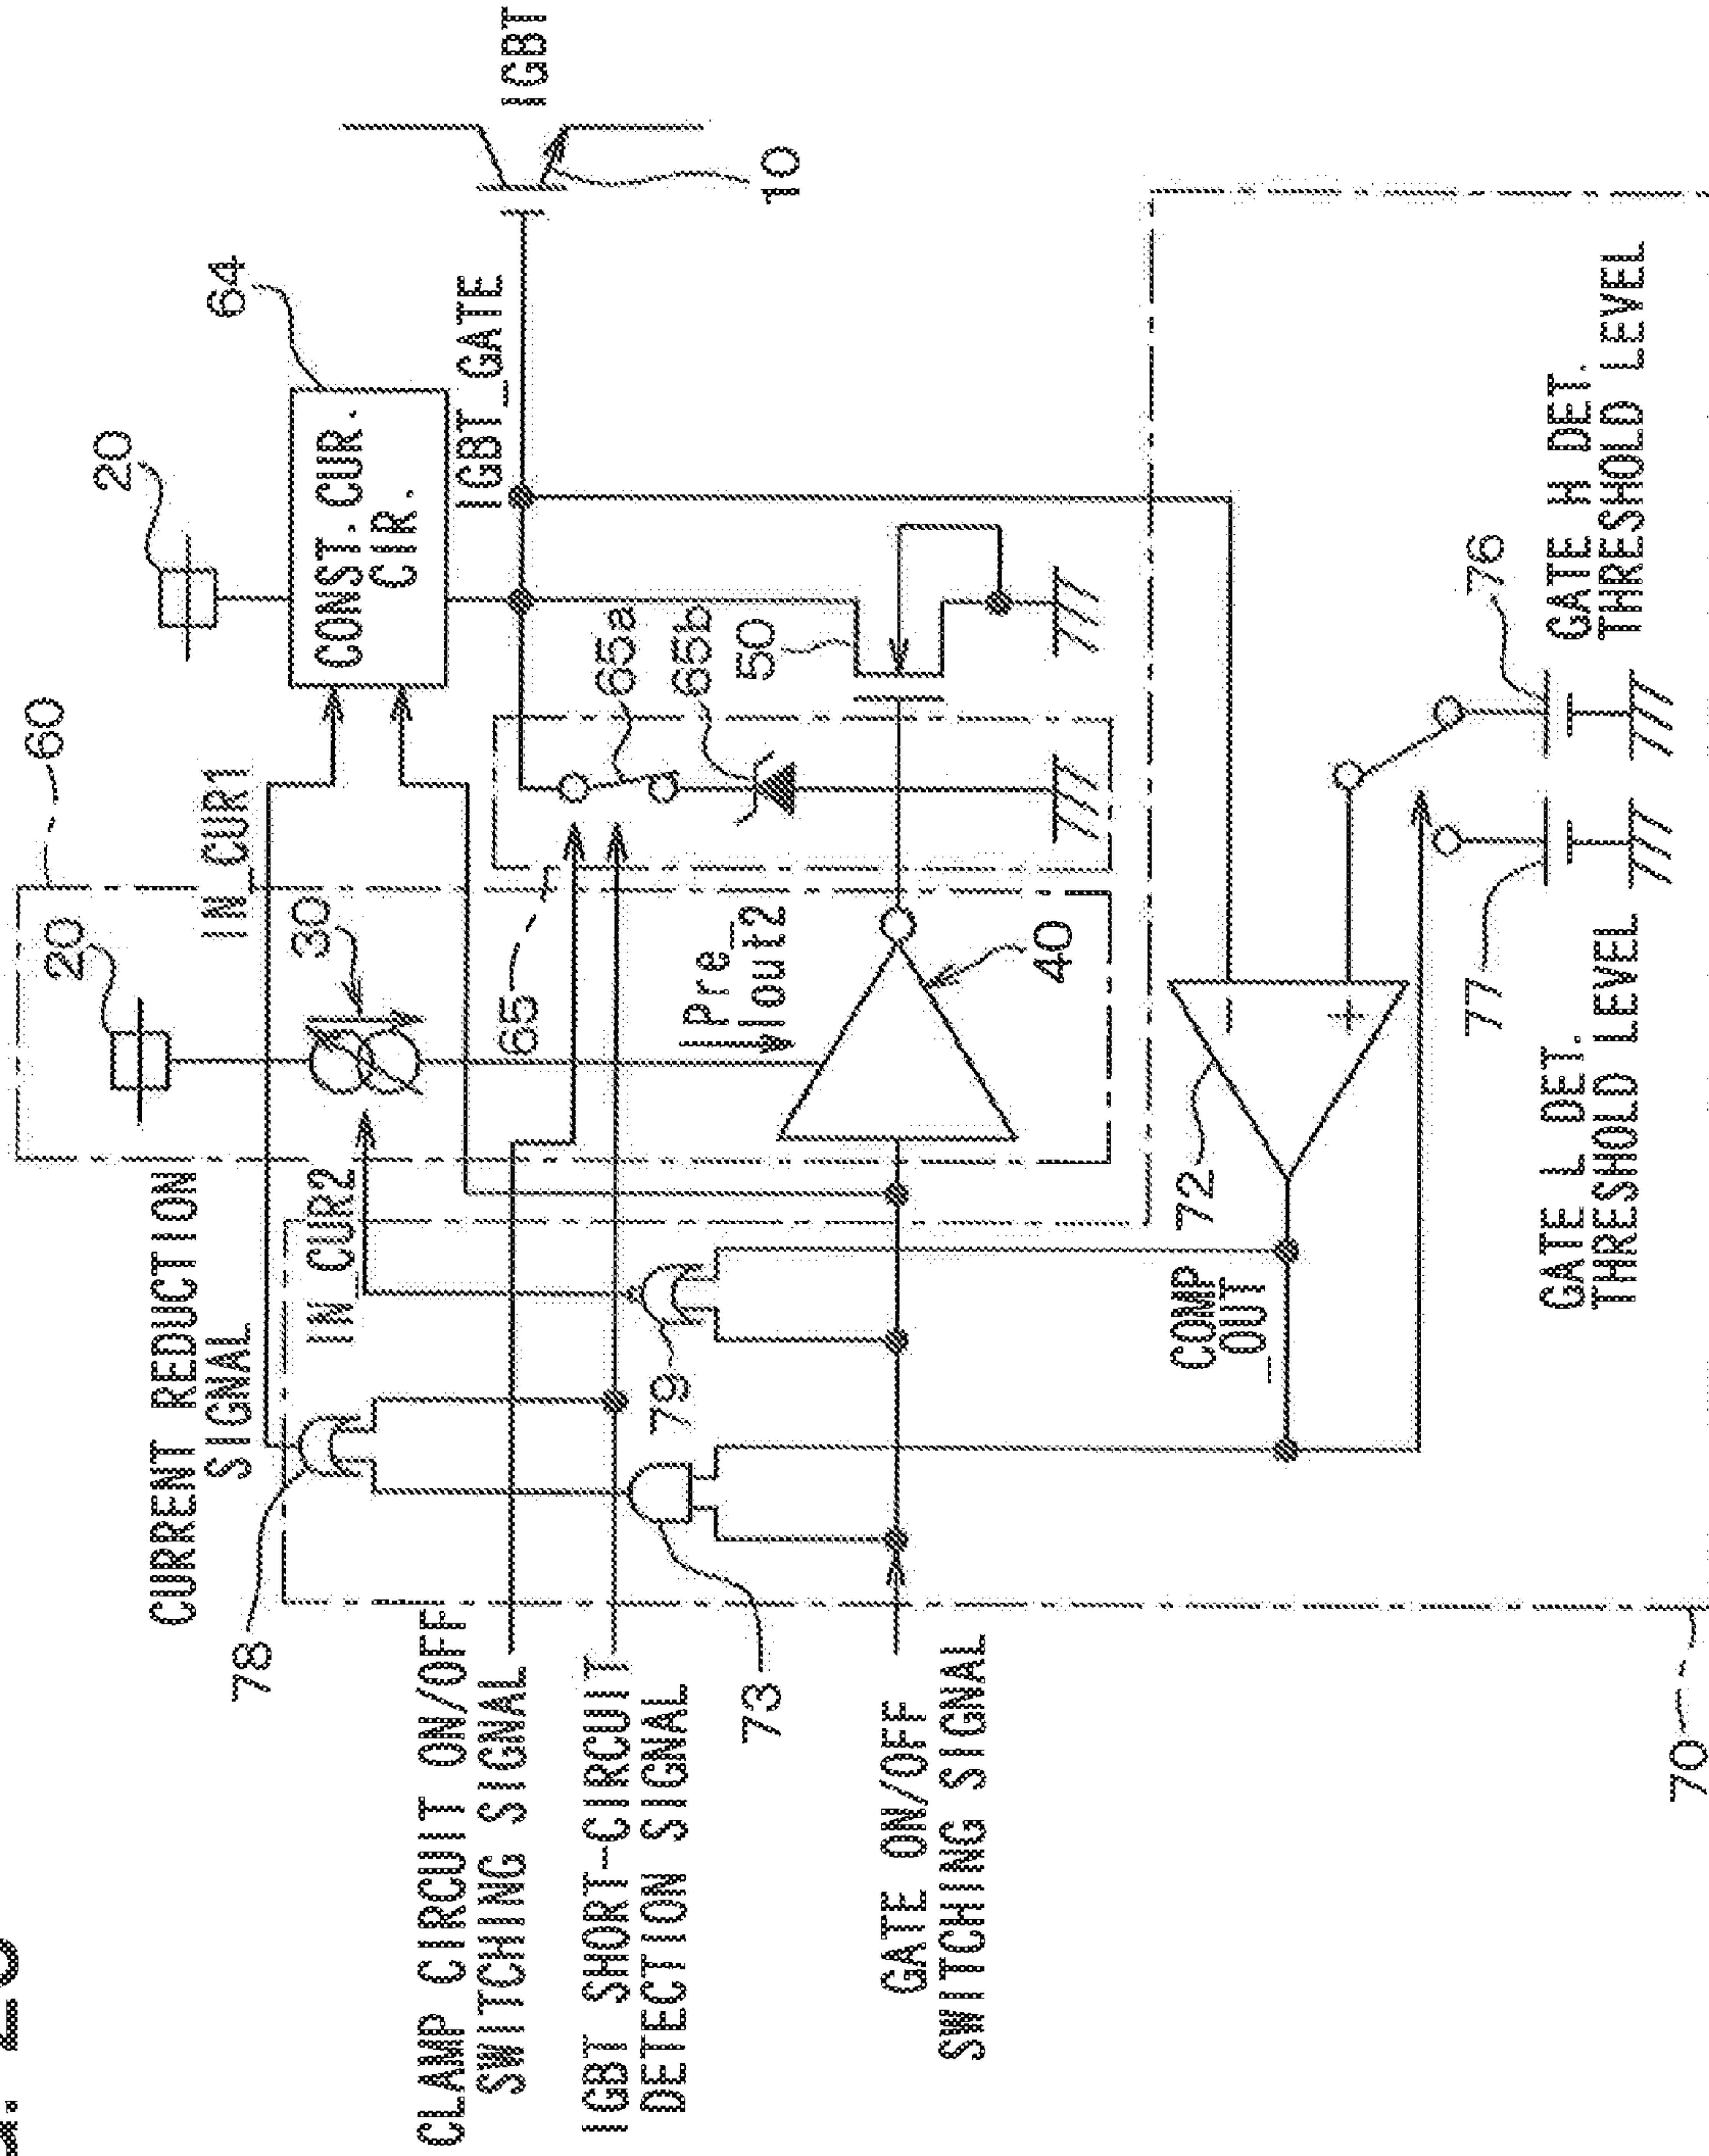 60
20
20
64
IN_CUR1
CONST. CUR.
CIR.
30
IGBT_GATE
IGBT
10
CURRENT REDUCTION
SIGNAL
IN_CUR2
78
65
65a
65b
50
Pre_
Iout2
40
79
73
CLAMP CIRCUIT ON/OFF
SWITCHING SIGNAL
IGBT SHORT-CIRCUIT
DETECTION SIGNAL
GATE ON/OFF
SWITCHING SIGNAL
72
-
+
COMP
_OUT
76
77
GATE H DET.
THRESHOLD LEVEL
GATE L DET.
THRESHOLD LEVEL
70